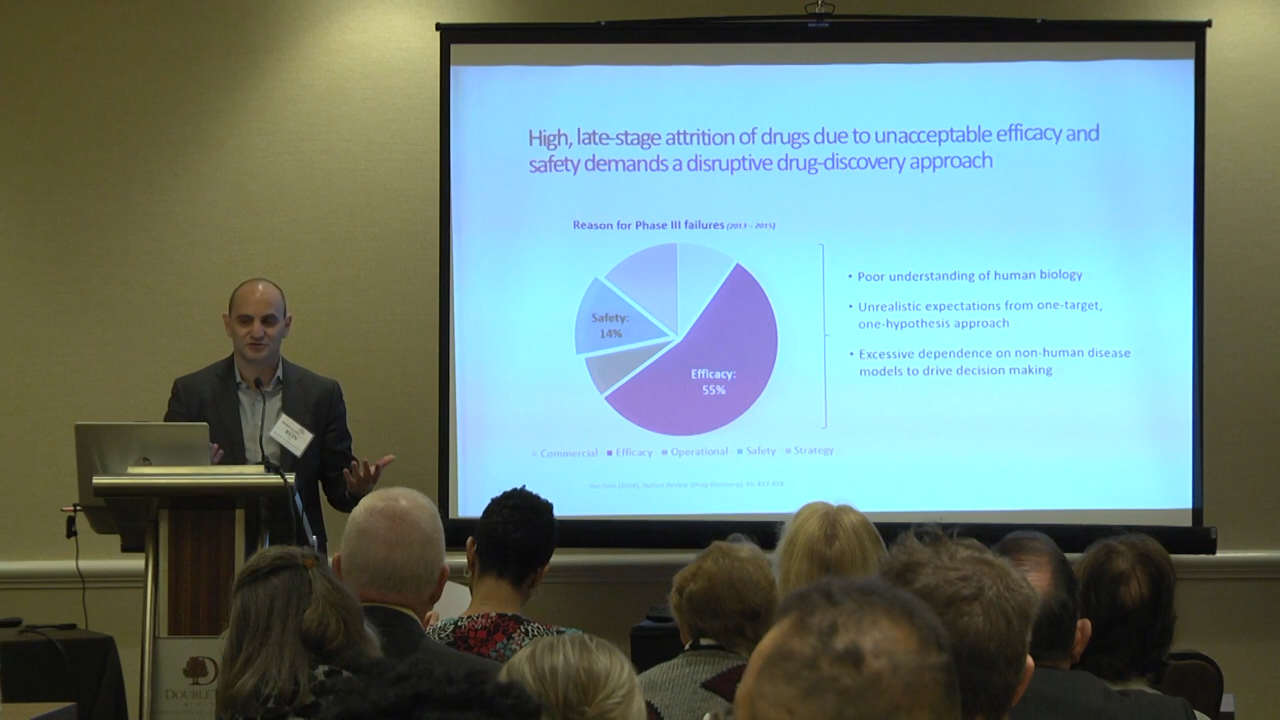 High, late-stage attrition of drugs due to unacceptable efficacy and
safety demands a disruptive drug-discovery approach
Reason for Phase III failures (2013 – 2015)
Safety:
14%
Efficacy:
55%
• Poor understanding of human biology
• Unrealistic expectations from one-target,
one-hypothesis approach
• Excessive dependence on non-human disease
models to drive decision making
Commercial Efficacy Operational Safety Strategy
DOUBLET